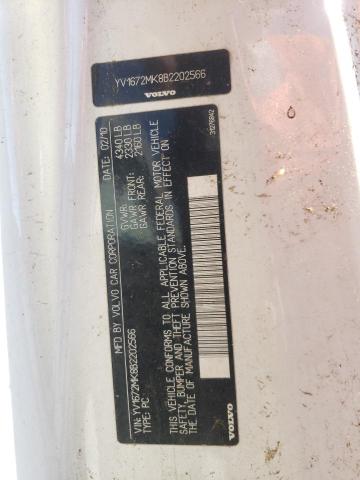 YV1672MK8B2202566
VOLVO
MFD BY VOLVO CAR CORPORATION DATE: 02/10
GVWR: 4340 LB
GAWR FRONT: 2330 LB
GAWR REAR: 2160 LB
VIN: YV1672MK8B2202566
TYPE: PC
THIS VEHICLE CONFORMS TO ALL APPLICABLE FEDERAL MOTOR VEHICLE
SAFETY, BUMPER AND THEFT PREVENTION STANDARDS IN EFFECT ON
THE DATE OF MANUFACTURE SHOWN ABOVE.
31276842
VOLVO